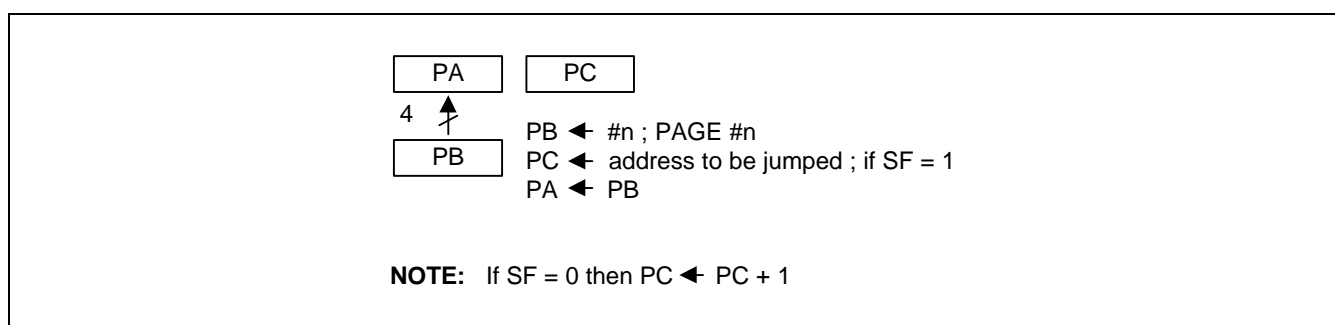 PA PC
4
PB ← #n ; PAGE #n
PB PC ← address to be jumped ; if SF = 1
PA ← PB
NOTE: If SF = 0 then PC ← PC + 1